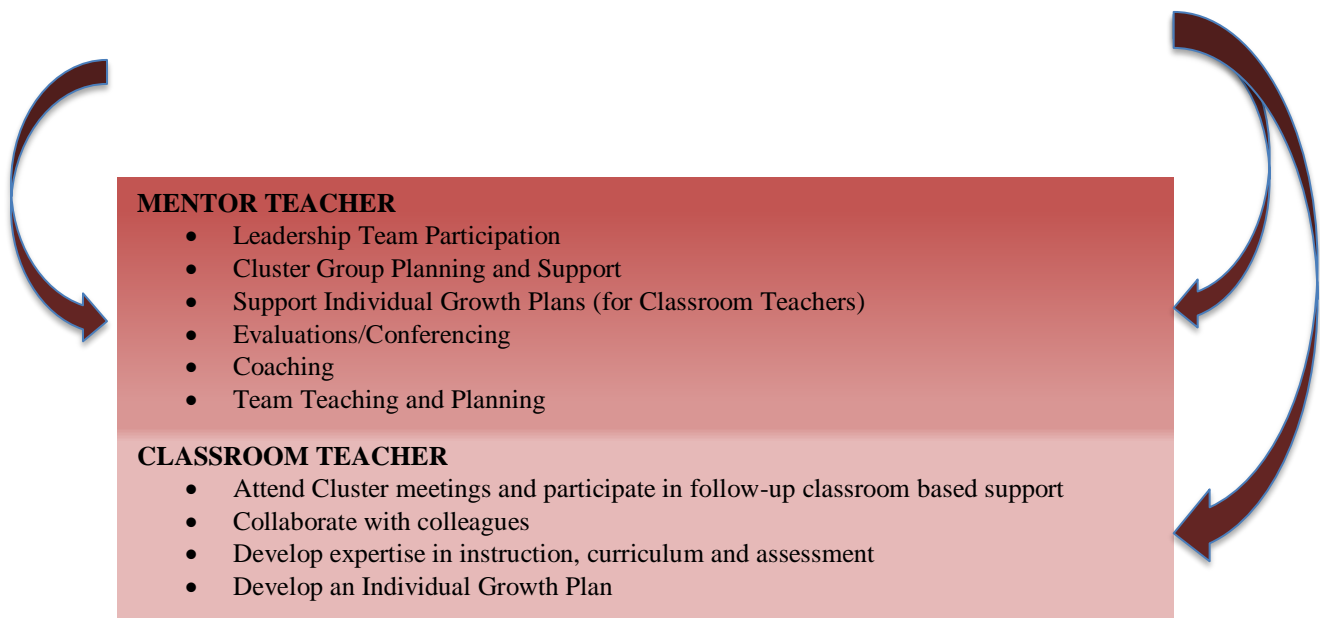 MENTOR TEACHER
• Leadership Team Participation
• Cluster Group Planning and Support
• Support Individual Growth Plans (for Classroom Teachers)
• Evaluations/Conferencing
• Coaching
• Team Teaching and Planning
CLASSROOM TEACHER
• Attend Cluster meetings and participate in follow-up classroom based support
• Collaborate with colleagues
• Develop expertise in instruction, curriculum and assessment
• Develop an Individual Growth Plan